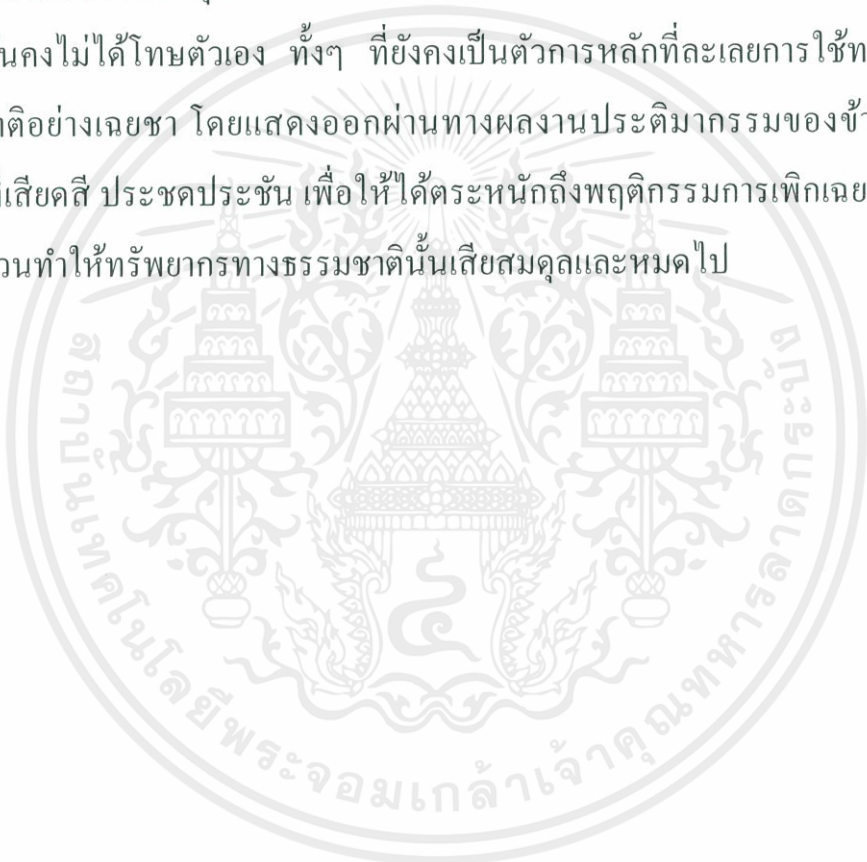 นคงไม่ได้โทษตัวเอง ทั้งๆ ที่ยังคงเป็นตัวการหลักที่ละเลยการใช้ท
ติอย่างเฉยชา โดยแสดงออกผ่านทางผลงานประติมากรรมของข้า
เสียดสี ประชดประชัน เพื่อให้ได้ตระหนักถึงพฤติกรรมการเพิกเฉย
วนทำให้ทรัพยากรทางธรรมชาตินั้นเสียสมดุลและหมดไป
สถาบันเทคโนโลยีพระจอมเกล้าเจ้าคุณทหารลาดกระบัง